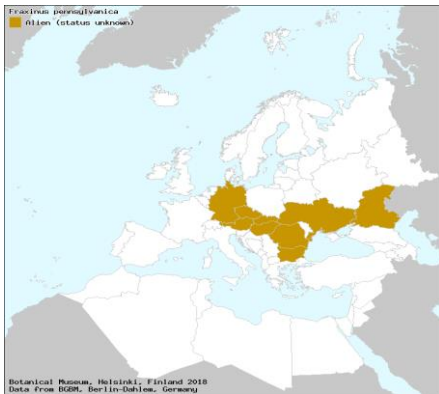 Fraxinus pennsylvanica
Alien (status unknown)
Botanical Museum, Helsinki, Finland 2018
Data from BGBM, Berlin-Dahlem, Germany